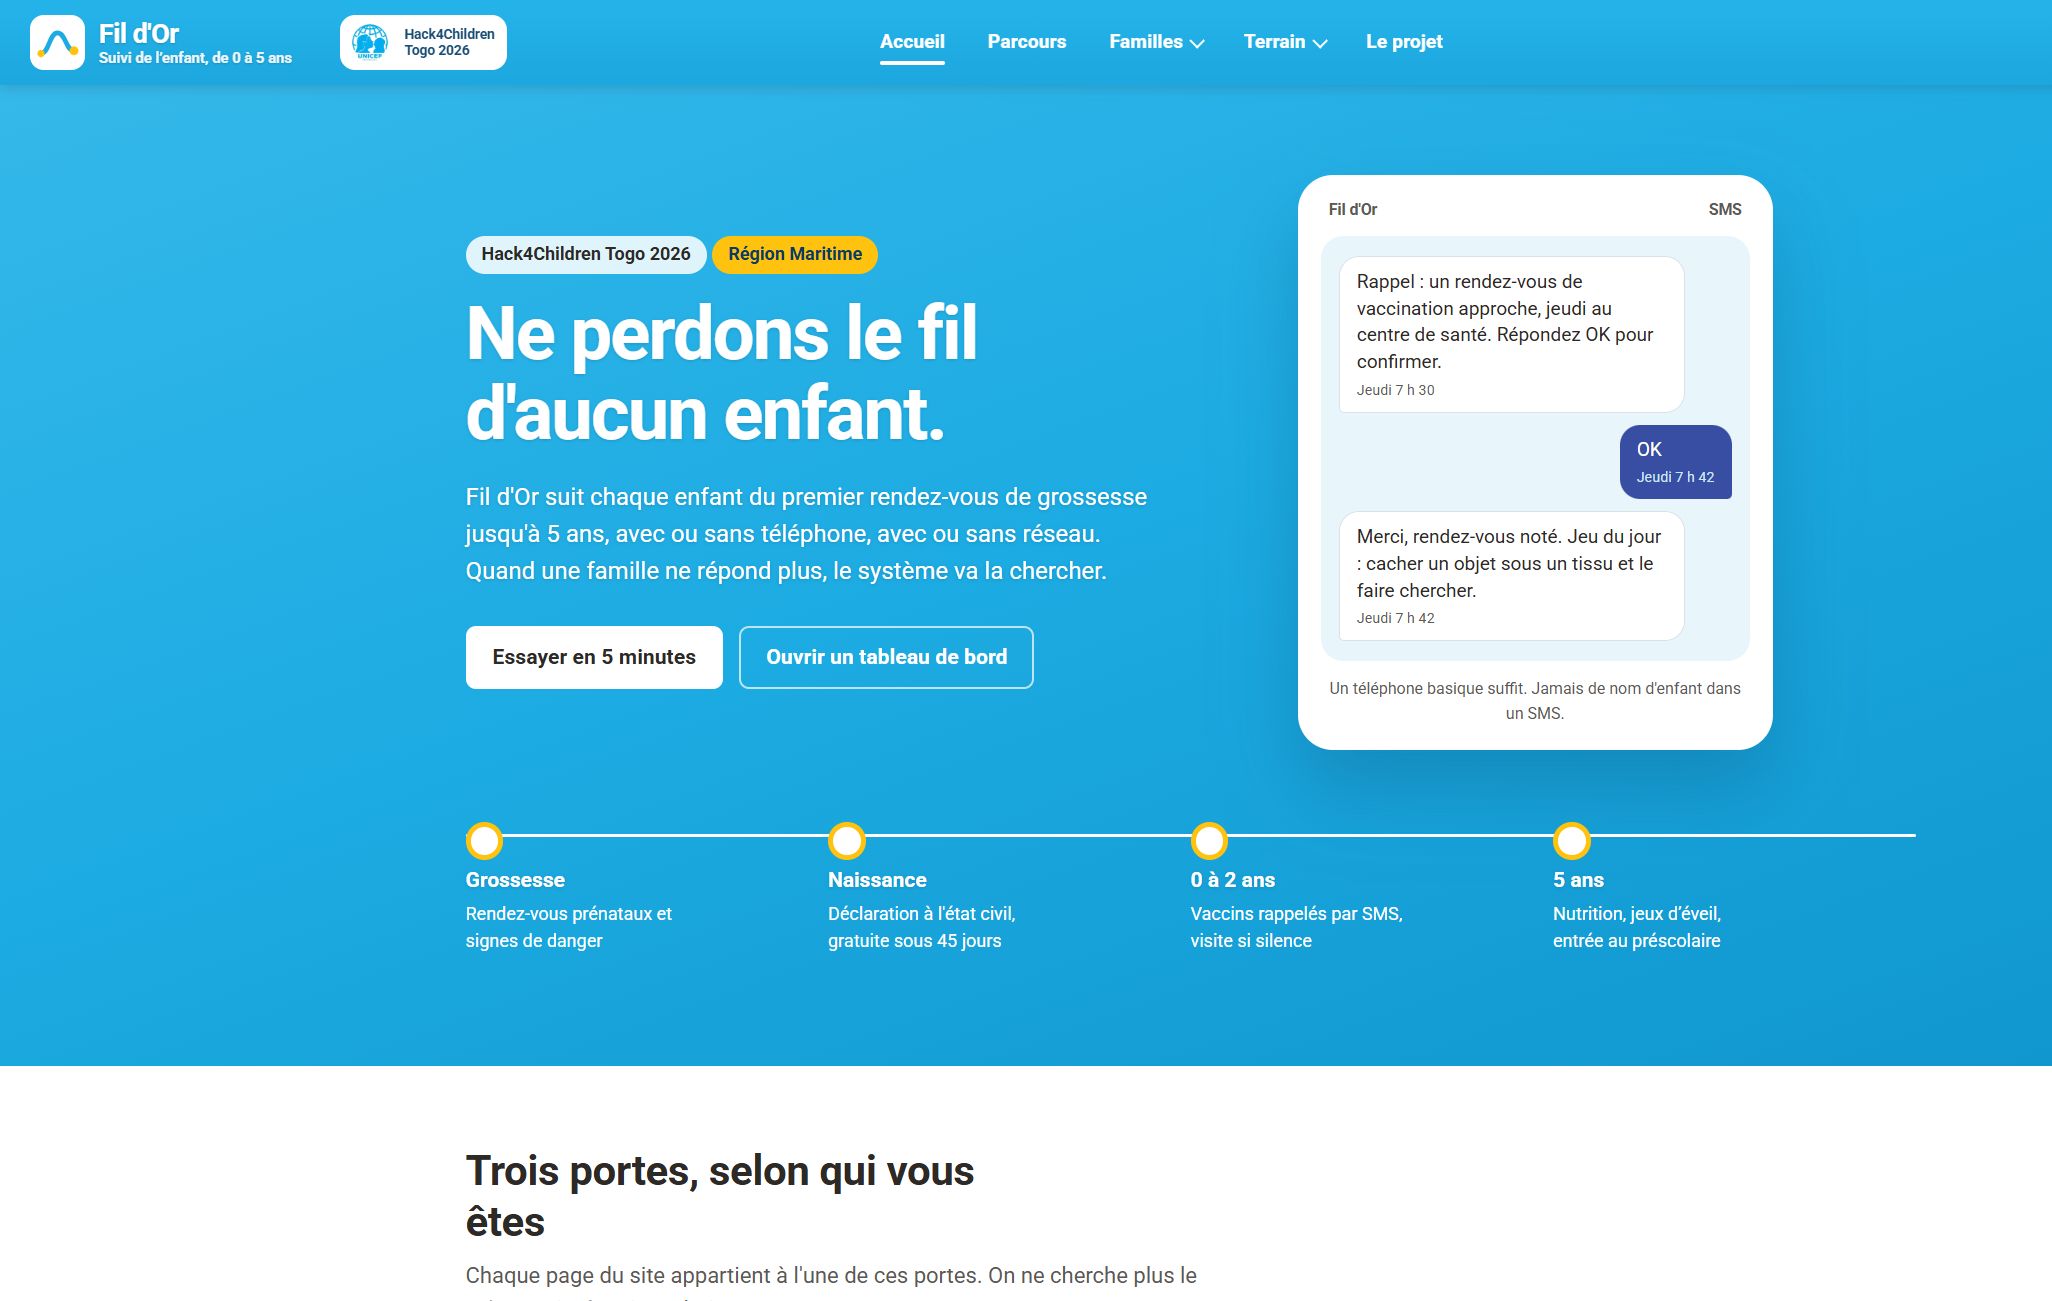 Fil d'Or
Suivi de l'enfant, de 0 à 5 ans
unicef
Hack4Children
Togo 2026
Accueil
Parcours
Familles
Terrain
Le projet
Hack4Children Togo 2026
Région Maritime
Ne perdons le fil
d'aucun enfant.
Fil d'Or suit chaque enfant du premier rendez-vous de grossesse
jusqu'à 5 ans, avec ou sans téléphone, avec ou sans réseau.
Quand une famille ne répond plus, le système va la chercher.
Essayer en 5 minutes
Ouvrir un tableau de bord
Fil d'Or
SMS
Rappel : un rendez-vous de
vaccination approche, jeudi au
centre de santé. Répondez OK pour
confirmer.
Jeudi 7 h 30
OK
Jeudi 7 h 42
Merci, rendez-vous noté. Jeu du jour
: cacher un objet sous un tissu et le
faire chercher.
Jeudi 7 h 42
Un téléphone basique suffit. Jamais de nom d'enfant dans
un SMS.
Grossesse
Rendez-vous prénataux et
signes de danger
Naissance
Déclaration à l'état civil,
gratuite sous 45 jours
0 à 2 ans
Vaccins rappelés par SMS,
visite si silence
5 ans
Nutrition, jeux d’éveil,
entrée au préscolaire
Trois portes, selon qui vous
êtes
Chaque page du site appartient à l'une de ces portes. On ne cherche plus le